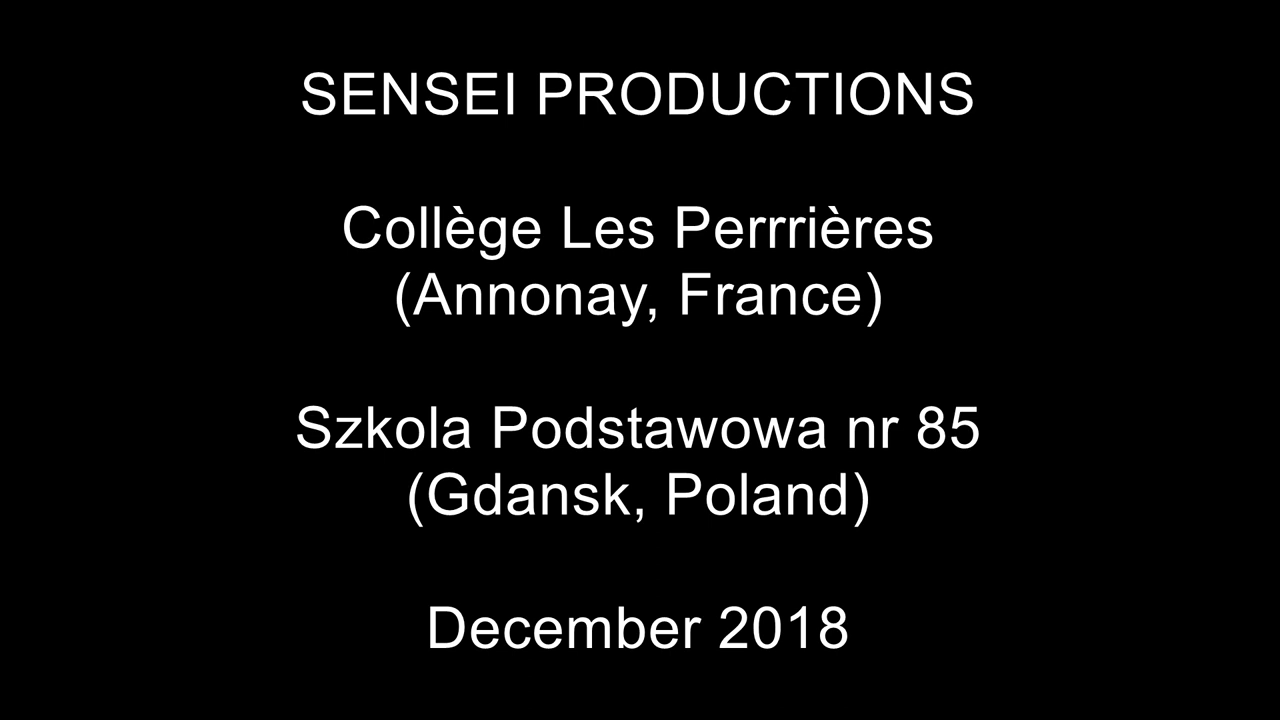 SENSEI PRODUCTIONS
Collège Les Perrrières
(Annonay, France)
Szkola Podstawowa nr 85
(Gdansk, Poland)
December 2018